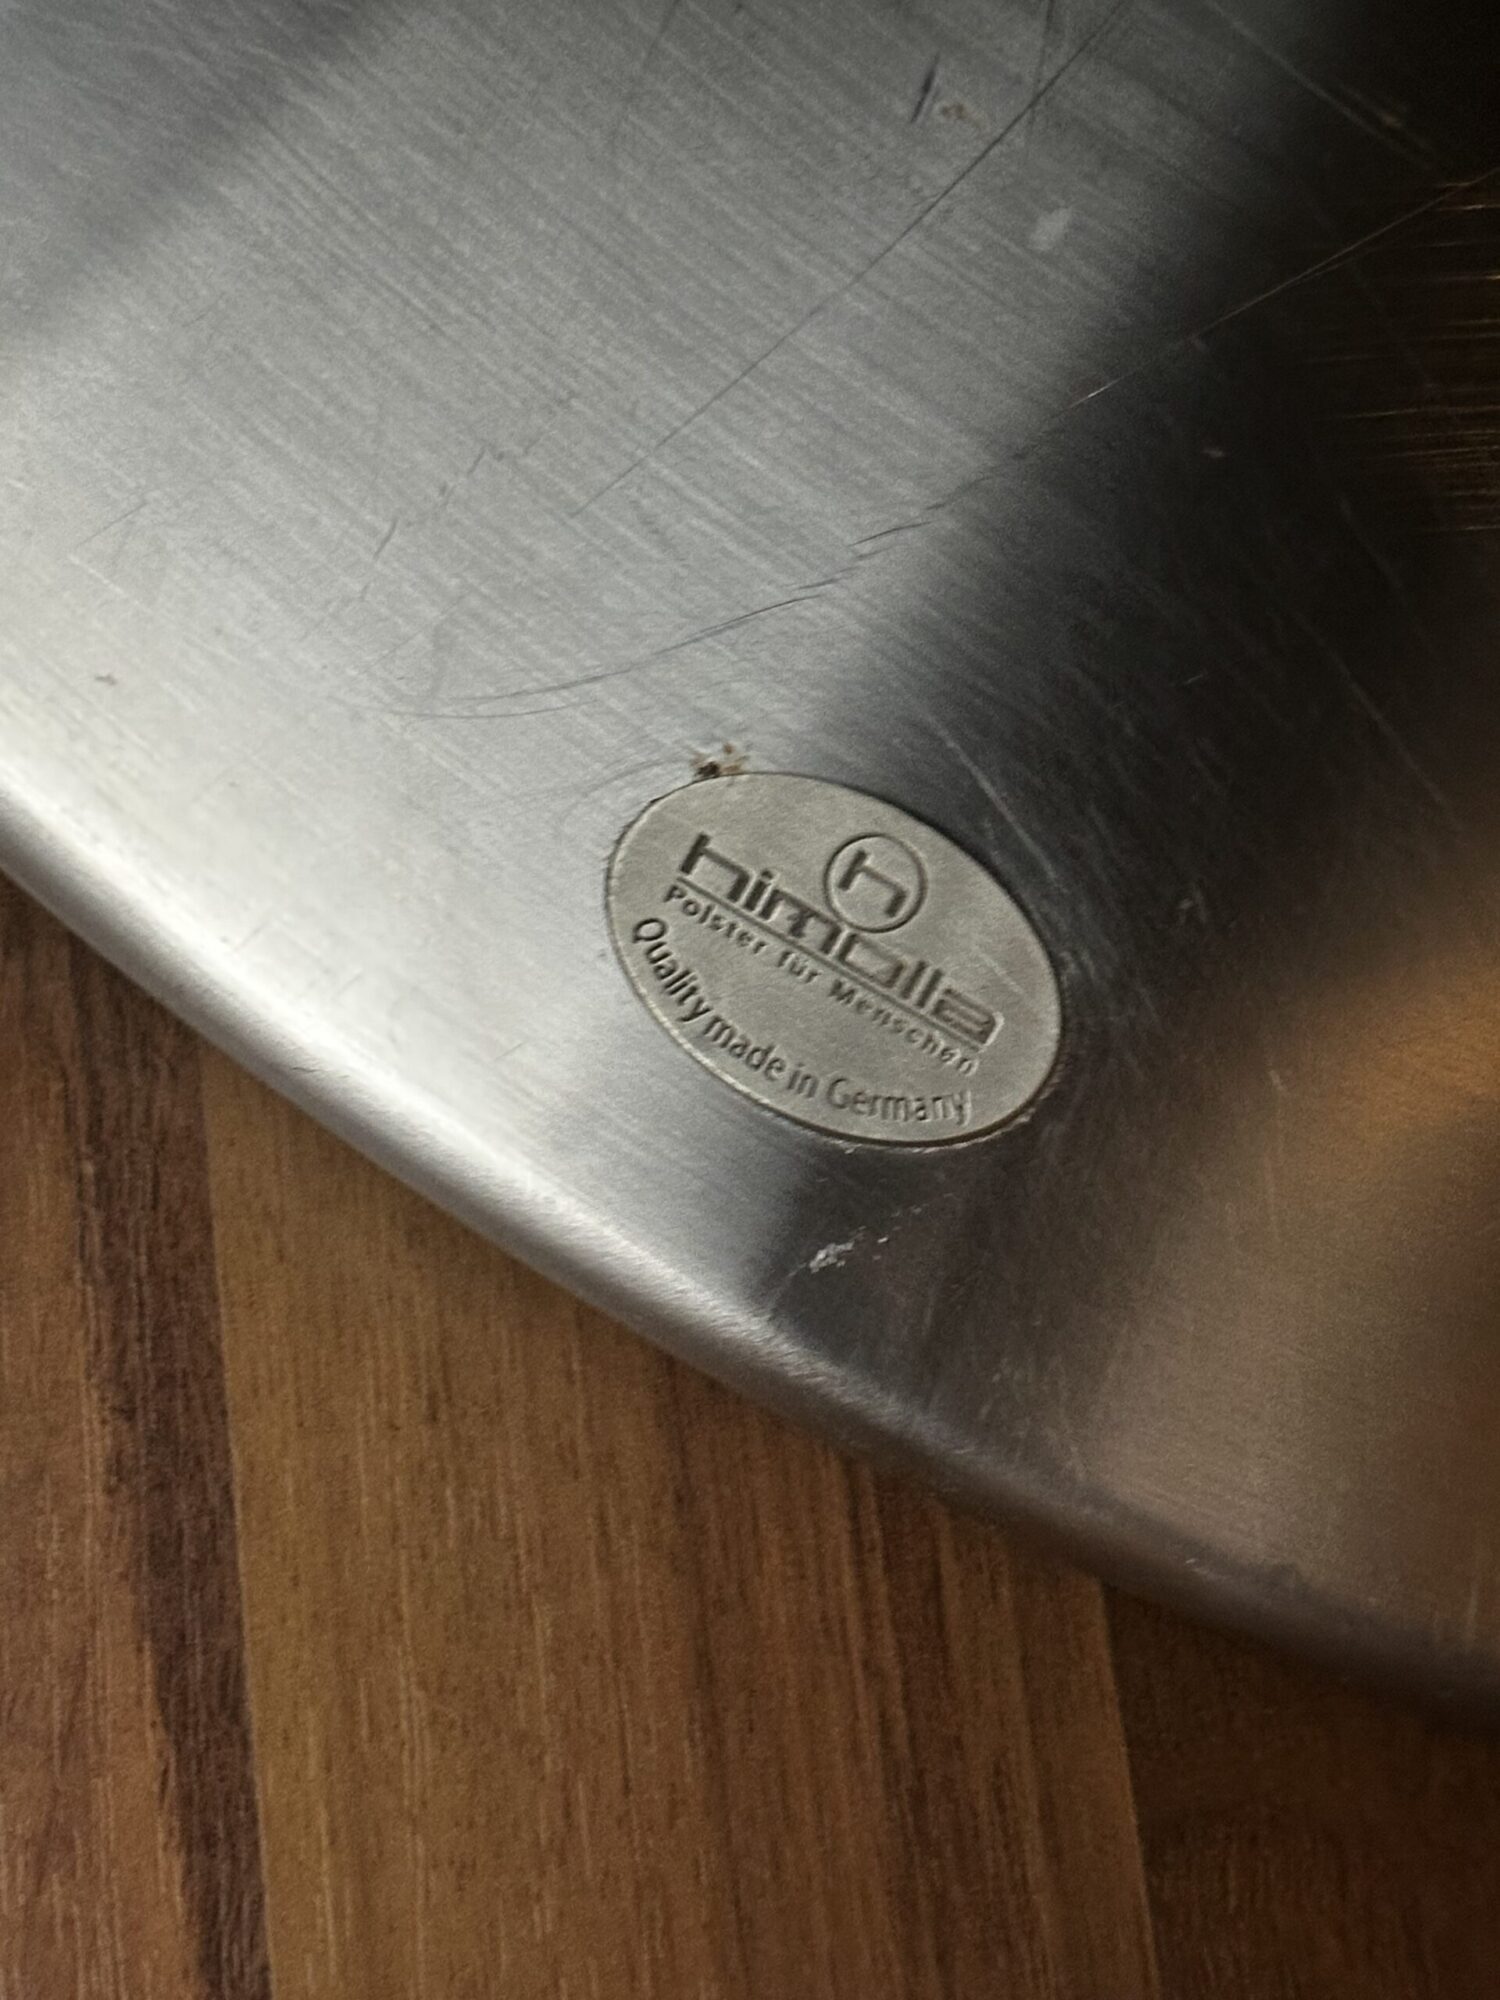 h
himolla
Polster für Menschen
Quality made in Germany